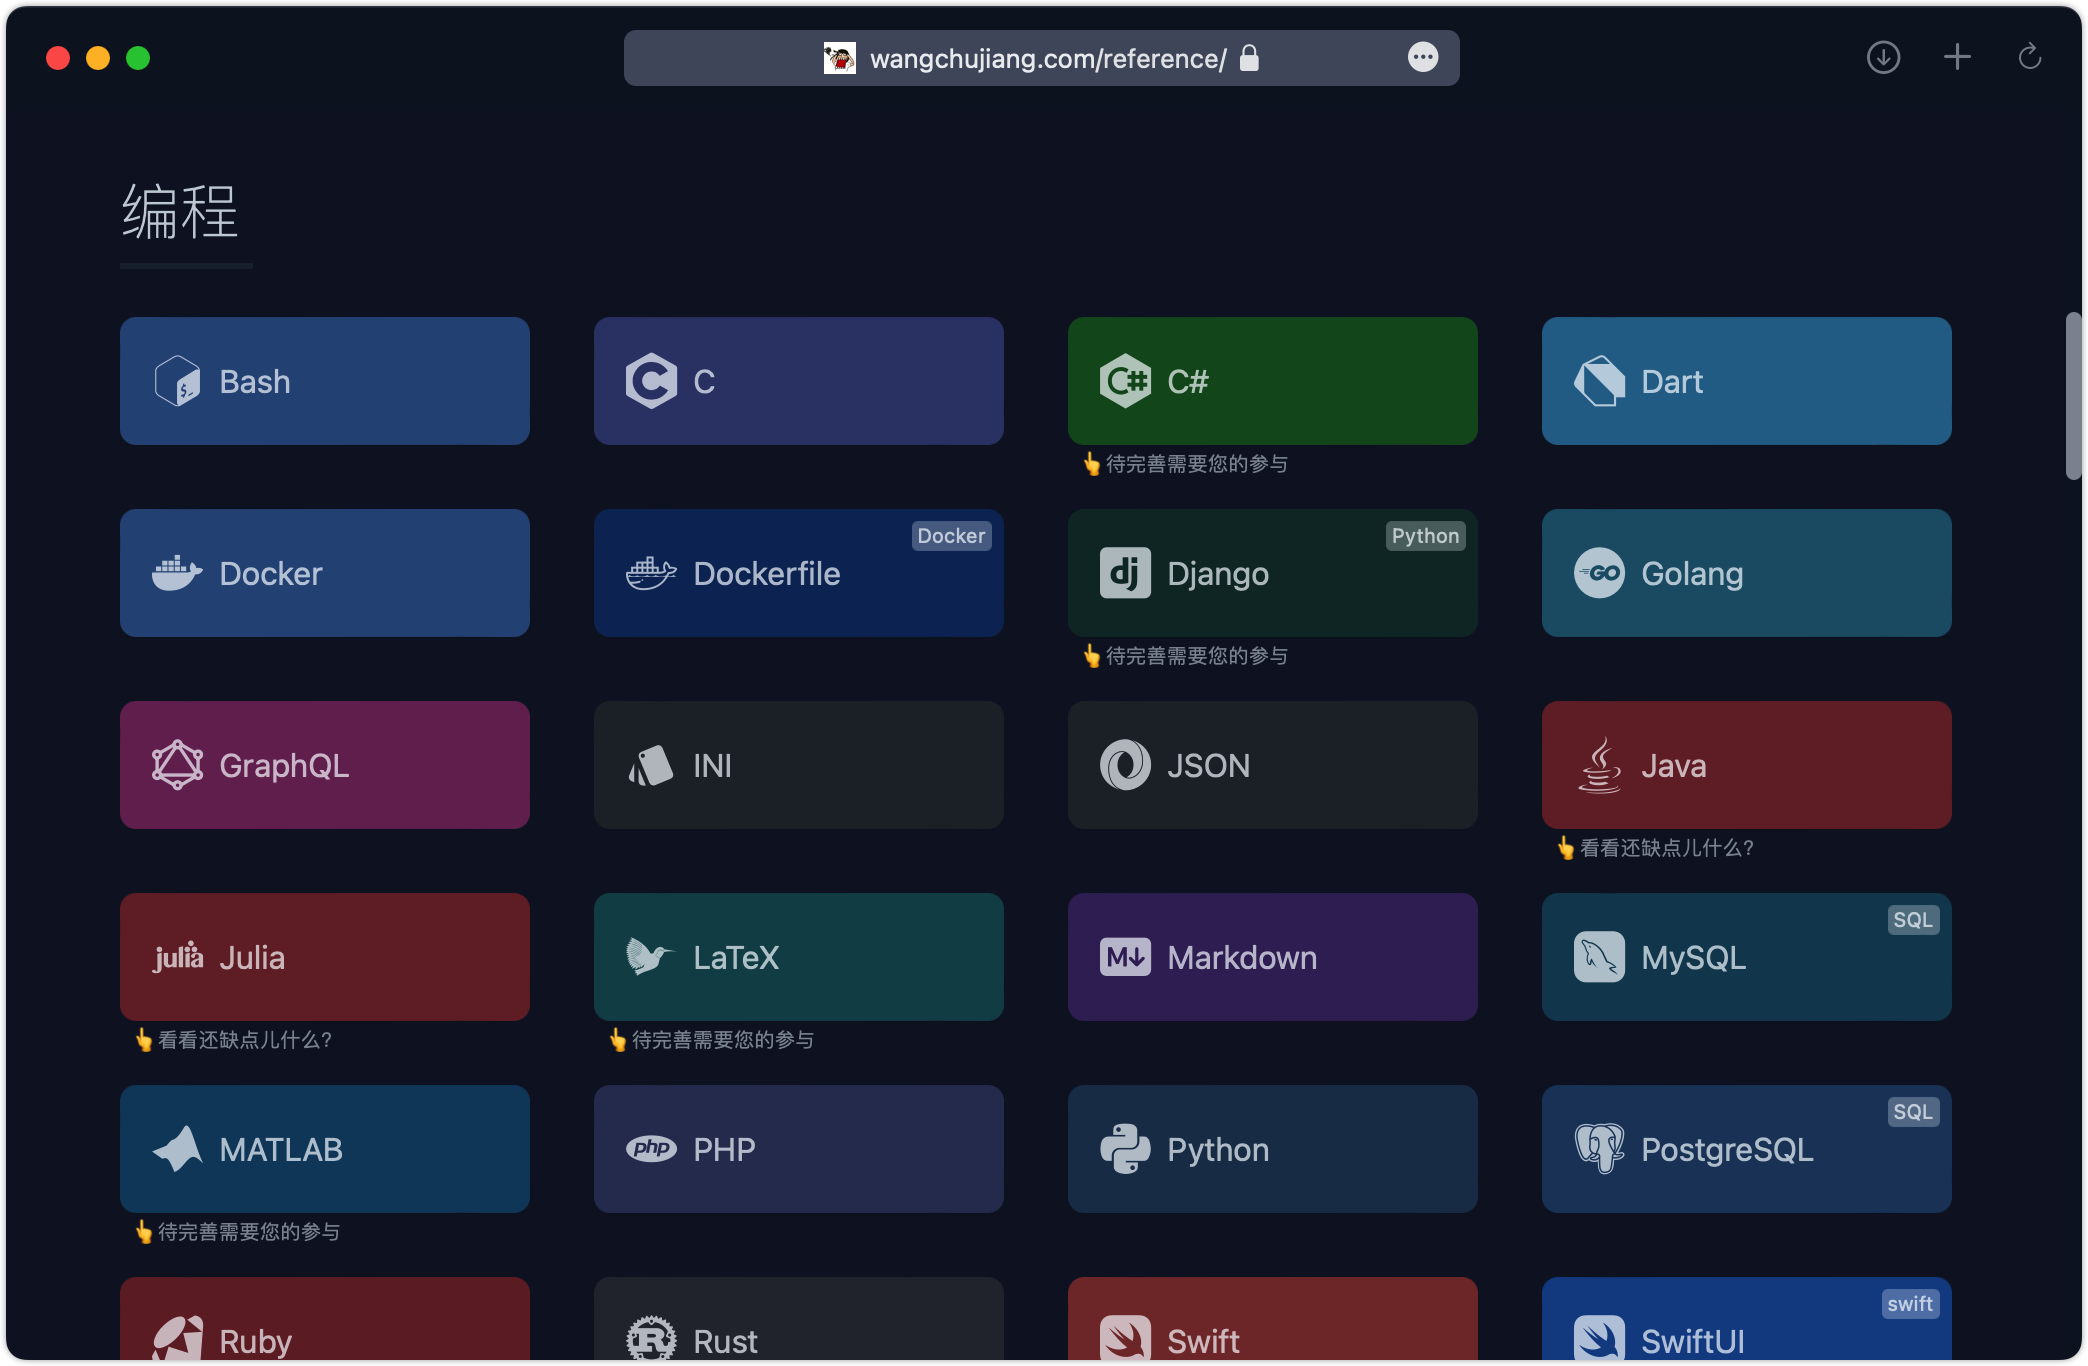 wangchujiang.com/reference/
编程
Bash
C
C#
Dart
👆待完善需要您的参与
Docker
Docker
Dockerfile
Python
Django
Golang
👆待完善需要您的参与
GraphQL
INI
JSON
Java
👆看看还缺点儿什么?
julia
Julia
LaTeX
M
Markdown
SQL
MySQL
👆看看还缺点儿什么?
👆待完善需要您的参与
MATLAB
php
PHP
Python
SQL
PostgreSQL
👆待完善需要您的参与
Ruby
R
Rust
Swift
swift
SwiftUI
C
C#
$_
dj
GO